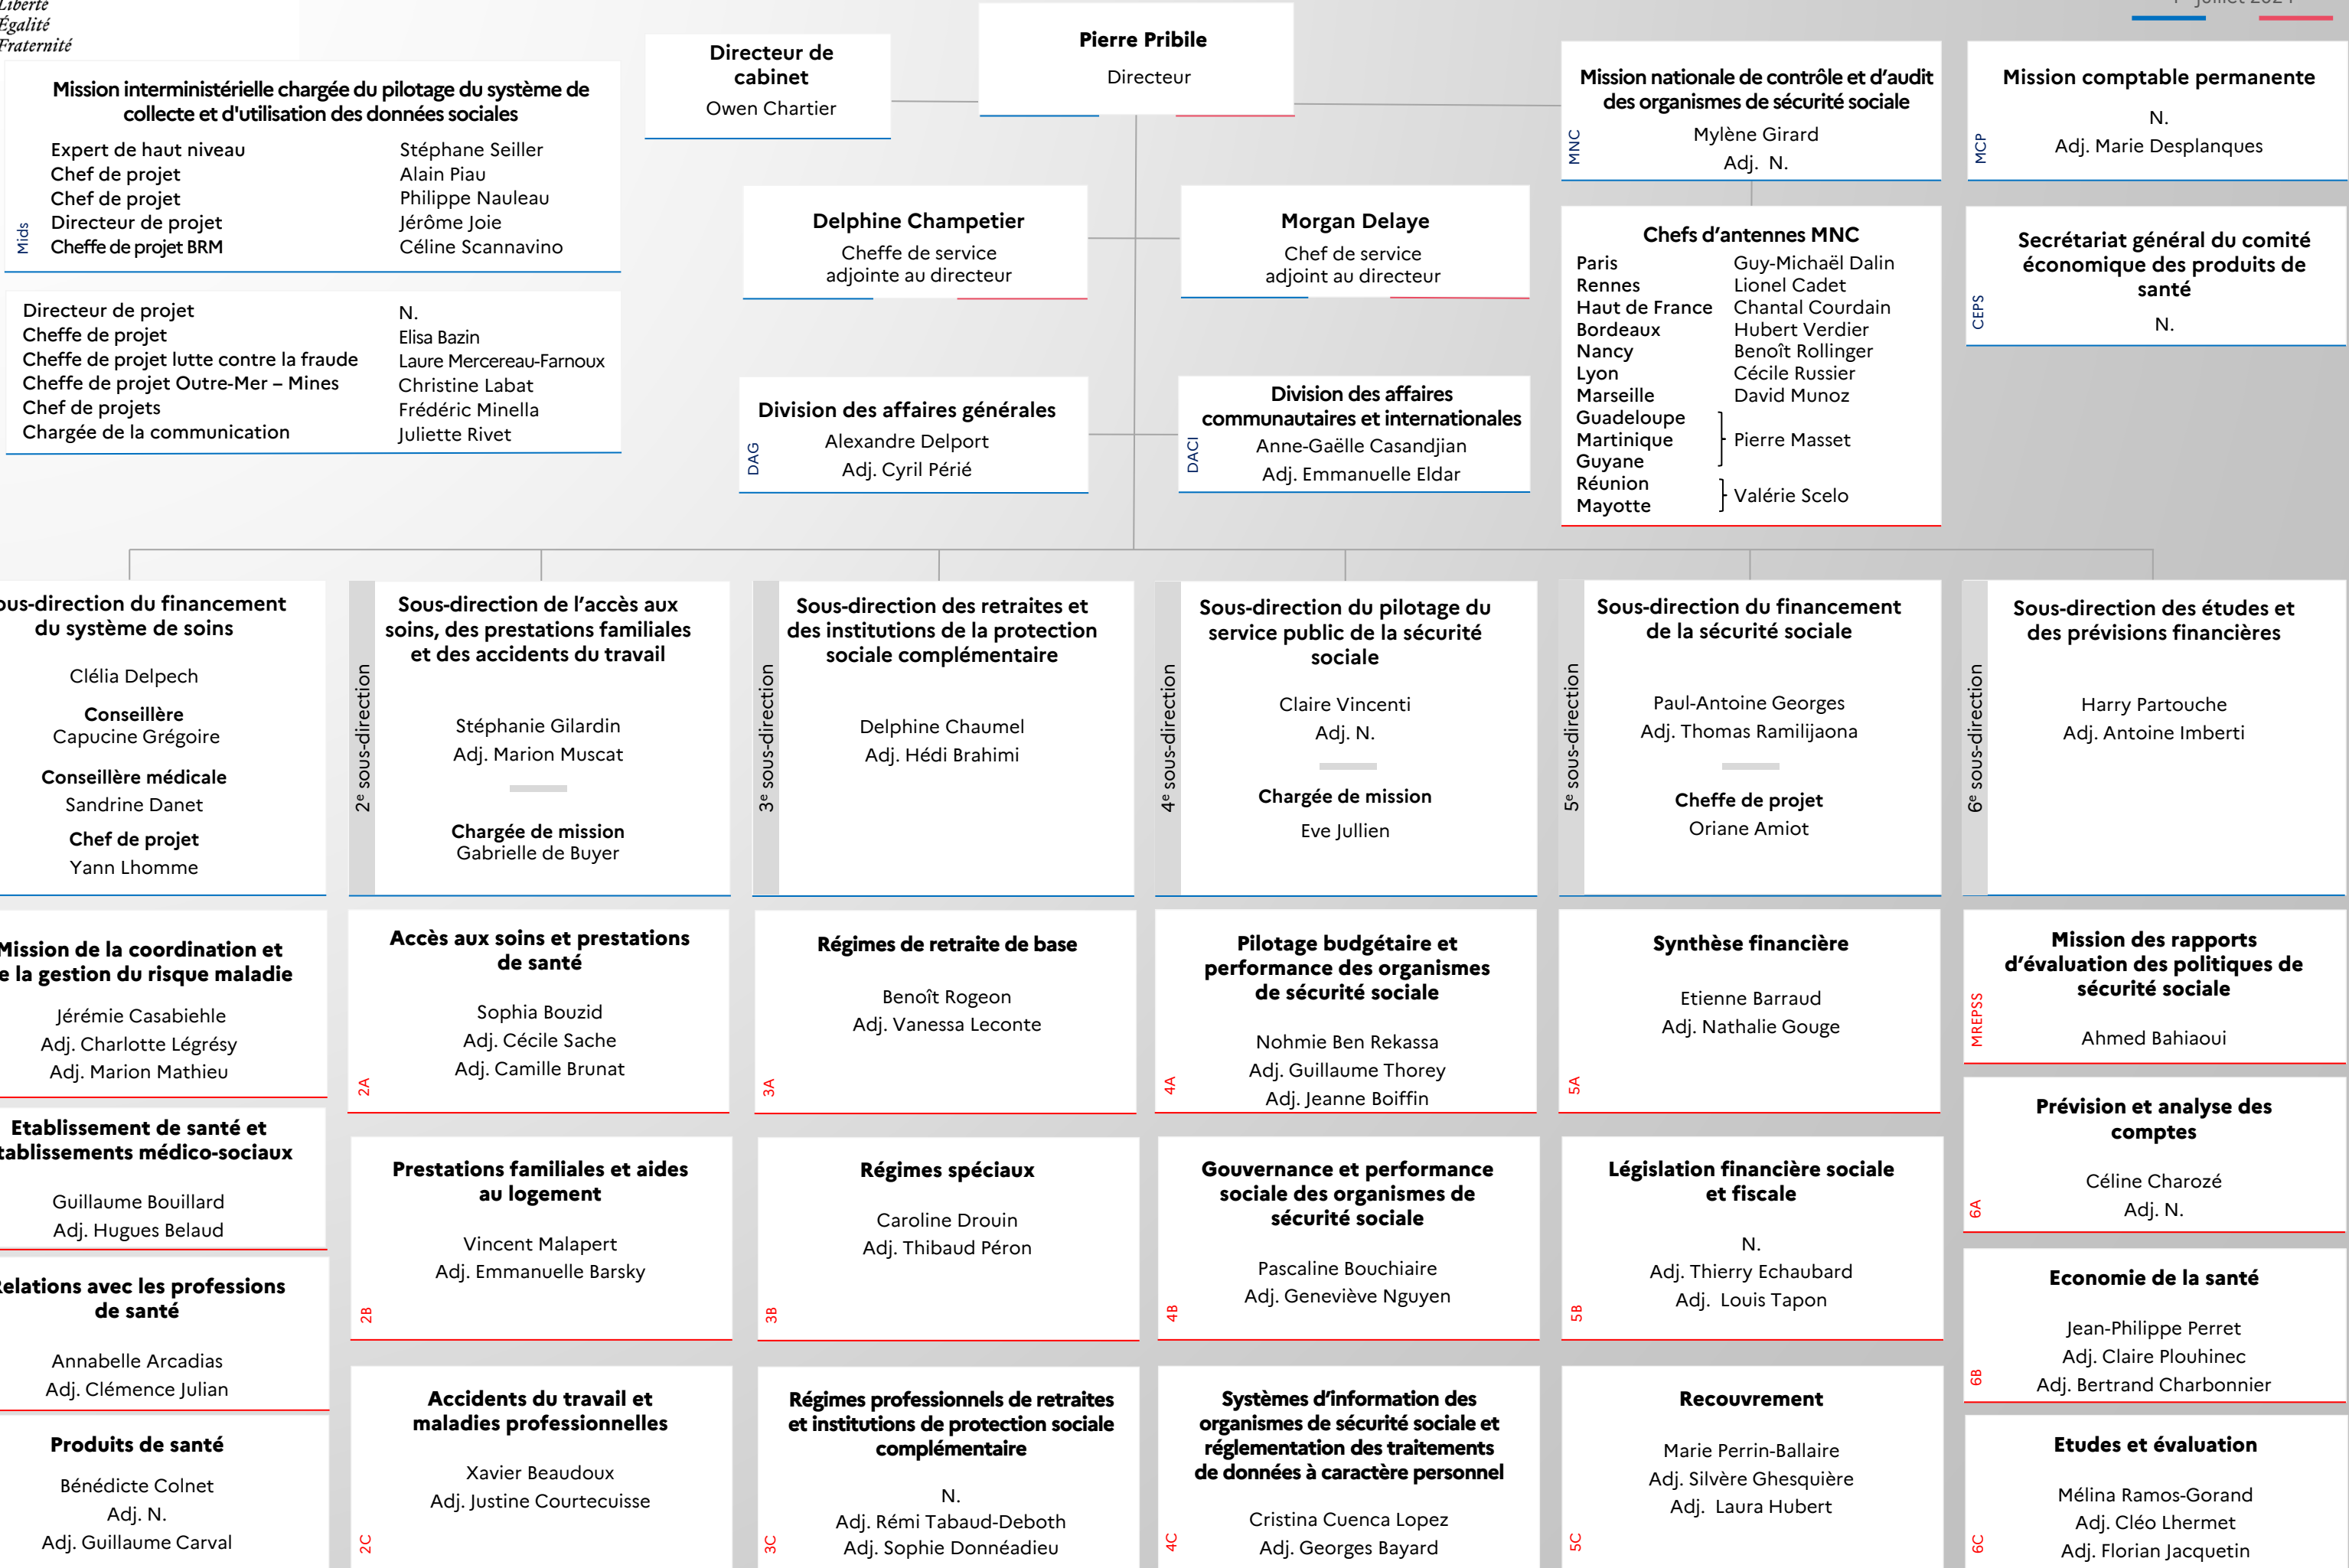 Liberté
Égalité
Fraternité
1er juillet 2024
Pierre Pribile
Directeur
Directeur de
cabinet
Owen Chartier
Mission interministérielle chargée du pilotage du système de
collecte et d'utilisation des données sociales
Expert de haut niveau Stéphane Seiller
Chef de projet Alain Piau
Chef de projet Philippe Nauleau
Directeur de projet Jérôme Joie
Cheffe de projet BRM Céline Scannavino
Mids
Directeur de projet N.
Cheffe de projet Elisa Bazin
Cheffe de projet lutte contre la fraude Laure Mercereau-Farnoux
Cheffe de projet Outre-Mer – Mines Christine Labat
Chef de projets Frédéric Minella
Chargée de la communication Juliette Rivet
Delphine Champetier
Cheffe de service
adjointe au directeur
Morgan Delaye
Chef de service
adjoint au directeur
Division des affaires générales
Alexandre Delport
Adj. Cyril Périé
DAG
Division des affaires
communautaires et internationales
Anne-Gaëlle Casandjian
Adj. Emmanuelle Eldar
DACI
Mission nationale de contrôle et d’audit
des organismes de sécurité sociale
Mylène Girard
Adj. N.
MNC
Chefs d’antennes MNC
Paris Guy-Michaël Dalin
Rennes Lionel Cadet
Haut de France Chantal Courdain
Bordeaux Hubert Verdier
Nancy Benoît Rollinger
Lyon Cécile Russier
Marseille David Munoz
Guadeloupe
Martinique Pierre Masset
Guyane
Réunion
Valérie Scelo
Mayotte
Mission comptable permanente
N.
Adj. Marie Desplanques
MCP
Secrétariat général du comité
économique des produits de
santé
N.
CEPS
ous-direction du financement
du système de soins
Clélia Delpech
Conseillère
Capucine Grégoire
Conseillère médicale
Sandrine Danet
Chef de projet
Yann Lhomme
Mission de la coordination et
e la gestion du risque maladie
Jérémie Casabiehle
Adj. Charlotte Légrésy
Adj. Marion Mathieu
Etablissement de santé et
tablissements médico-sociaux
Guillaume Bouillard
Adj. Hugues Belaud
Relations avec les professions
de santé
Annabelle Arcadias
Adj. Clémence Julian
Produits de santé
Bénédicte Colnet
Adj. N.
Adj. Guillaume Carval
2e sous-direction
Sous-direction de l’accès aux
soins, des prestations familiales
et des accidents du travail
Stéphanie Gilardin
Adj. Marion Muscat
Chargée de mission
Gabrielle de Buyer
Accès aux soins et prestations
de santé
Sophia Bouzid
Adj. Cécile Sache
Adj. Camille Brunat
2A
Prestations familiales et aides
au logement
Vincent Malapert
Adj. Emmanuelle Barsky
2B
Accidents du travail et
maladies professionnelles
Xavier Beaudoux
Adj. Justine Courtecuisse
2C
3e sous-direction
Sous-direction des retraites et
des institutions de la protection
sociale complémentaire
Delphine Chaumel
Adj. Hédi Brahimi
Régimes de retraite de base
Benoît Rogeon
Adj. Vanessa Leconte
3A
Régimes spéciaux
Caroline Drouin
Adj. Thibaud Péron
3B
Régimes professionnels de retraites
et institutions de protection sociale
complémentaire
N.
Adj. Rémi Tabaud-Deboth
Adj. Sophie Donnéadieu
3C
4e sous-direction
Sous-direction du pilotage du
service public de la sécurité
sociale
Claire Vincenti
Adj. N.
Chargée de mission
Eve Jullien
Pilotage budgétaire et
performance des organismes
de sécurité sociale
Nohmie Ben Rekassa
Adj. Guillaume Thorey
Adj. Jeanne Boiffin
4A
Gouvernance et performance
sociale des organismes de
sécurité sociale
Pascaline Bouchiaire
Adj. Geneviève Nguyen
4B
Systèmes d’information des
organismes de sécurité sociale et
réglementation des traitements
de données à caractère personnel
Cristina Cuenca Lopez
Adj. Georges Bayard
4C
5e sous-direction
Sous-direction du financement
de la sécurité sociale
Paul-Antoine Georges
Adj. Thomas Ramilijaona
Cheffe de projet
Oriane Amiot
Synthèse financière
Etienne Barraud
Adj. Nathalie Gouge
5A
Législation financière sociale
et fiscale
N.
Adj. Thierry Echaubard
Adj. Louis Tapon
5B
Recouvrement
Marie Perrin-Ballaire
Adj. Silvère Ghesquière
Adj. Laura Hubert
5C
6e sous-direction
Sous-direction des études et
des prévisions financières
Harry Partouche
Adj. Antoine Imberti
Mission des rapports
d’évaluation des politiques de
sécurité sociale
Ahmed Bahiaoui
MREPSS
Prévision et analyse des
comptes
Céline Charozé
Adj. N.
6A
Economie de la santé
Jean-Philippe Perret
Adj. Claire Plouhinec
Adj. Bertrand Charbonnier
6B
Etudes et évaluation
Mélina Ramos-Gorand
Adj. Cléo Lhermet
Adj. Florian Jacquetin
6C